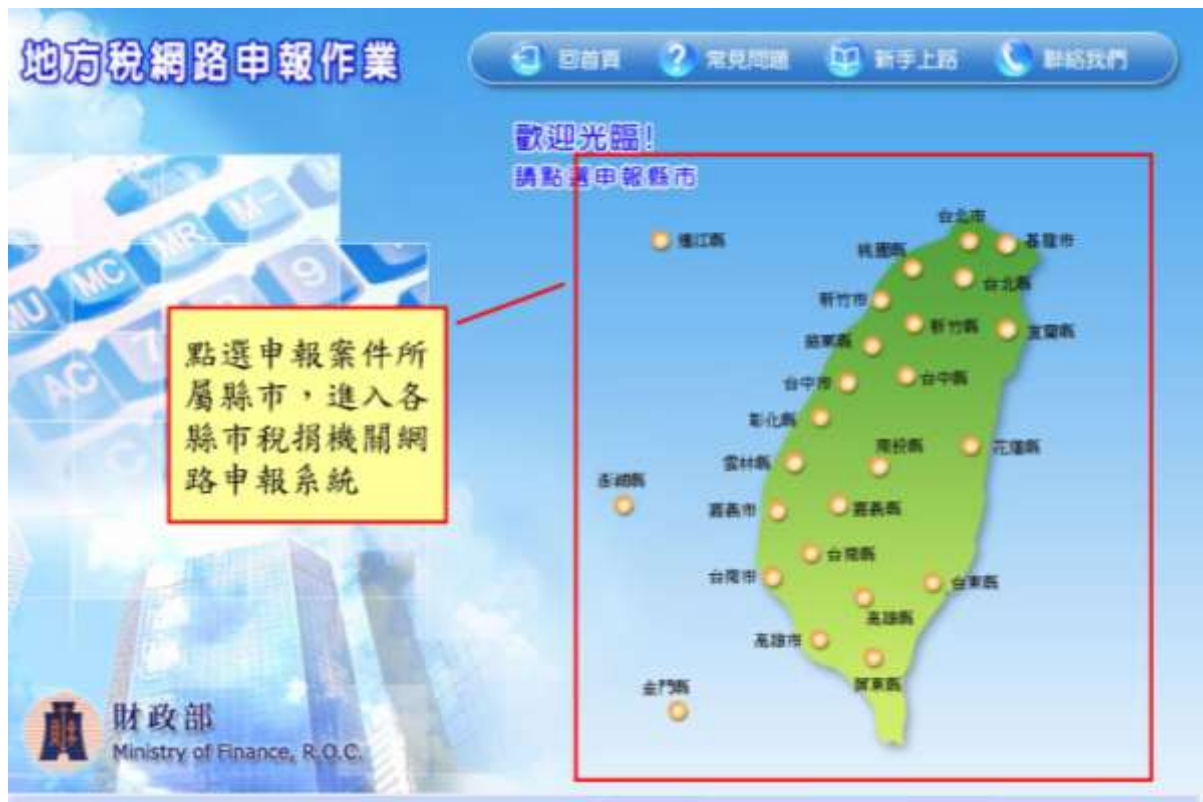 地方稅網路申報作業
回首頁
常見問題
新手上路
聯絡我們
歡迎光臨!
請點選申報縣市
台北市
連江縣
基隆市
桃園縣
台北縣
新竹市
新竹縣
宜蘭縣
苗栗縣
台中市
台中縣
彰化縣
南投縣
花蓮縣
雲林縣
澎湖縣
嘉義市
嘉義縣
台南縣
台南市
台東縣
高雄縣
高雄市
屏東縣
金門縣
點選申報案件所
屬縣市，進入各
縣市稅捐機關網
路申報系統
財政部
Ministry of Finance, R.O.C.